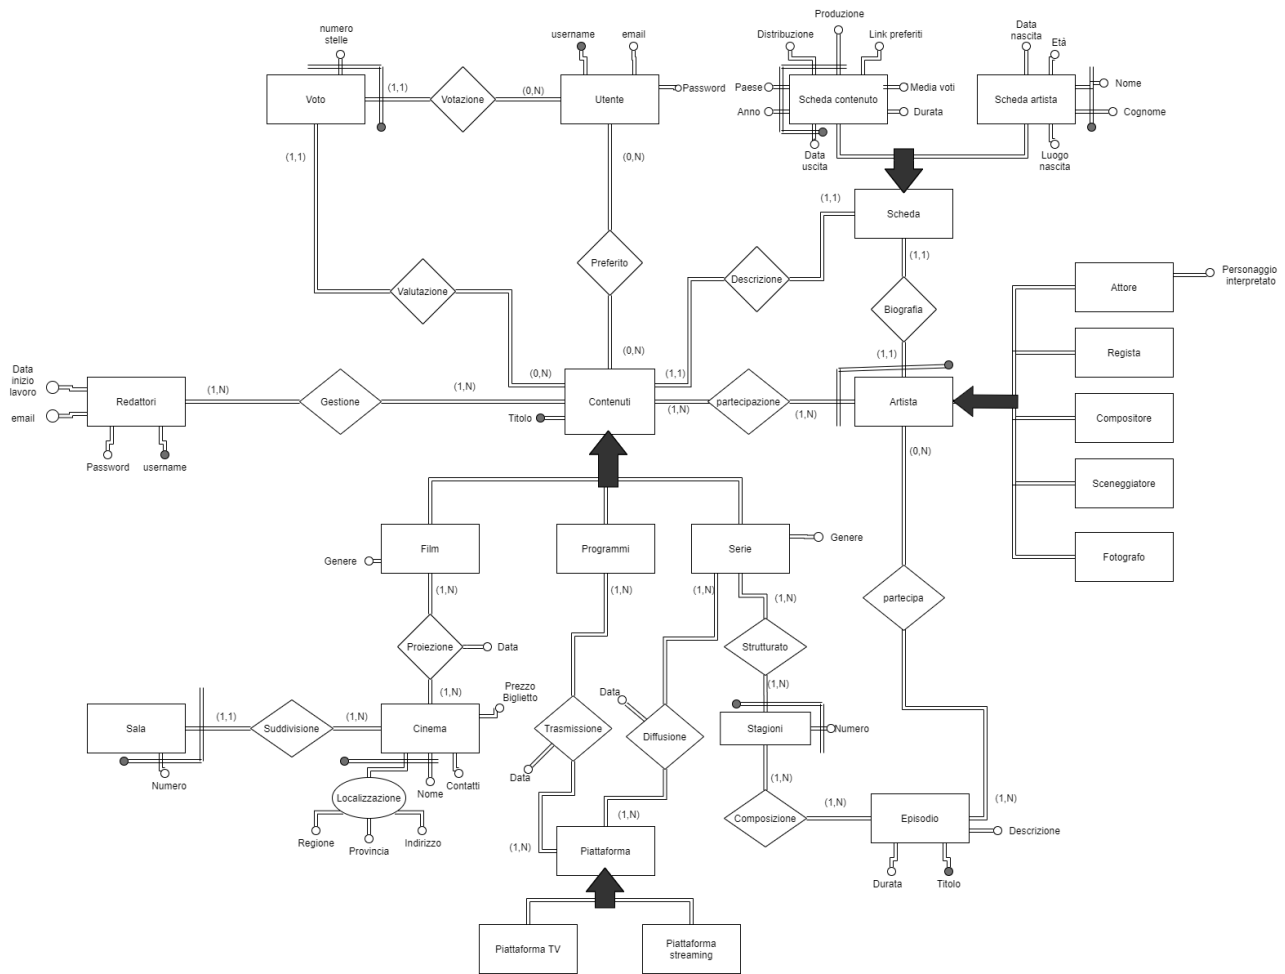 Produzione
numero
stelle
username
email
Distribuzione
Link preferiti
Data
nascita
Età
Voto
(1,1)
Votazione
(0,N)
Utente
Password
Paese
Anno
Scheda contenuto
Media voti
Durata
Scheda artista
Nome
Cognome
(1,1)
(0,N)
Data
uscita
Luogo
nascita
(1,1)
Scheda
(1,1)
Preferito
Descrizione
Valutazione
Biografia
Attore
Personaggio
interpretato
Regista
Data
inizio
lavoro
email
Redattori
(1,N)
Gestione
(1,N)
(0,N)
(0,N)
(1,1)
(1,1)
Titolo
Contenuti
(1,N)
partecipazione
(1,N)
Artista
Compositore
Password
username
(0,N)
Sceneggiatore
Film
Programmi
Serie
Genere
Genere
Fotografo
(1,N)
(1,N)
(1,N)
(1,N)
partecipa
Proiezione
Data
Strutturato
Sala
(1,1)
Suddivisione
(1,N)
(1,N)
Cinema
Prezzo
Biglietto
Data
(1,N)
Trasmissione
Diffusione
Stagioni
Numero
Numero
Localizzazione
Nome
Contatti
Data
(1,N)
Regione
Provincia
Indirizzo
(1,N)
(1,N)
Piattaforma
Composizione
(1,N)
Episodio
(1,N)
Descrizione
Durata
Titolo
Piattaforma TV
Piattaforma
streaming